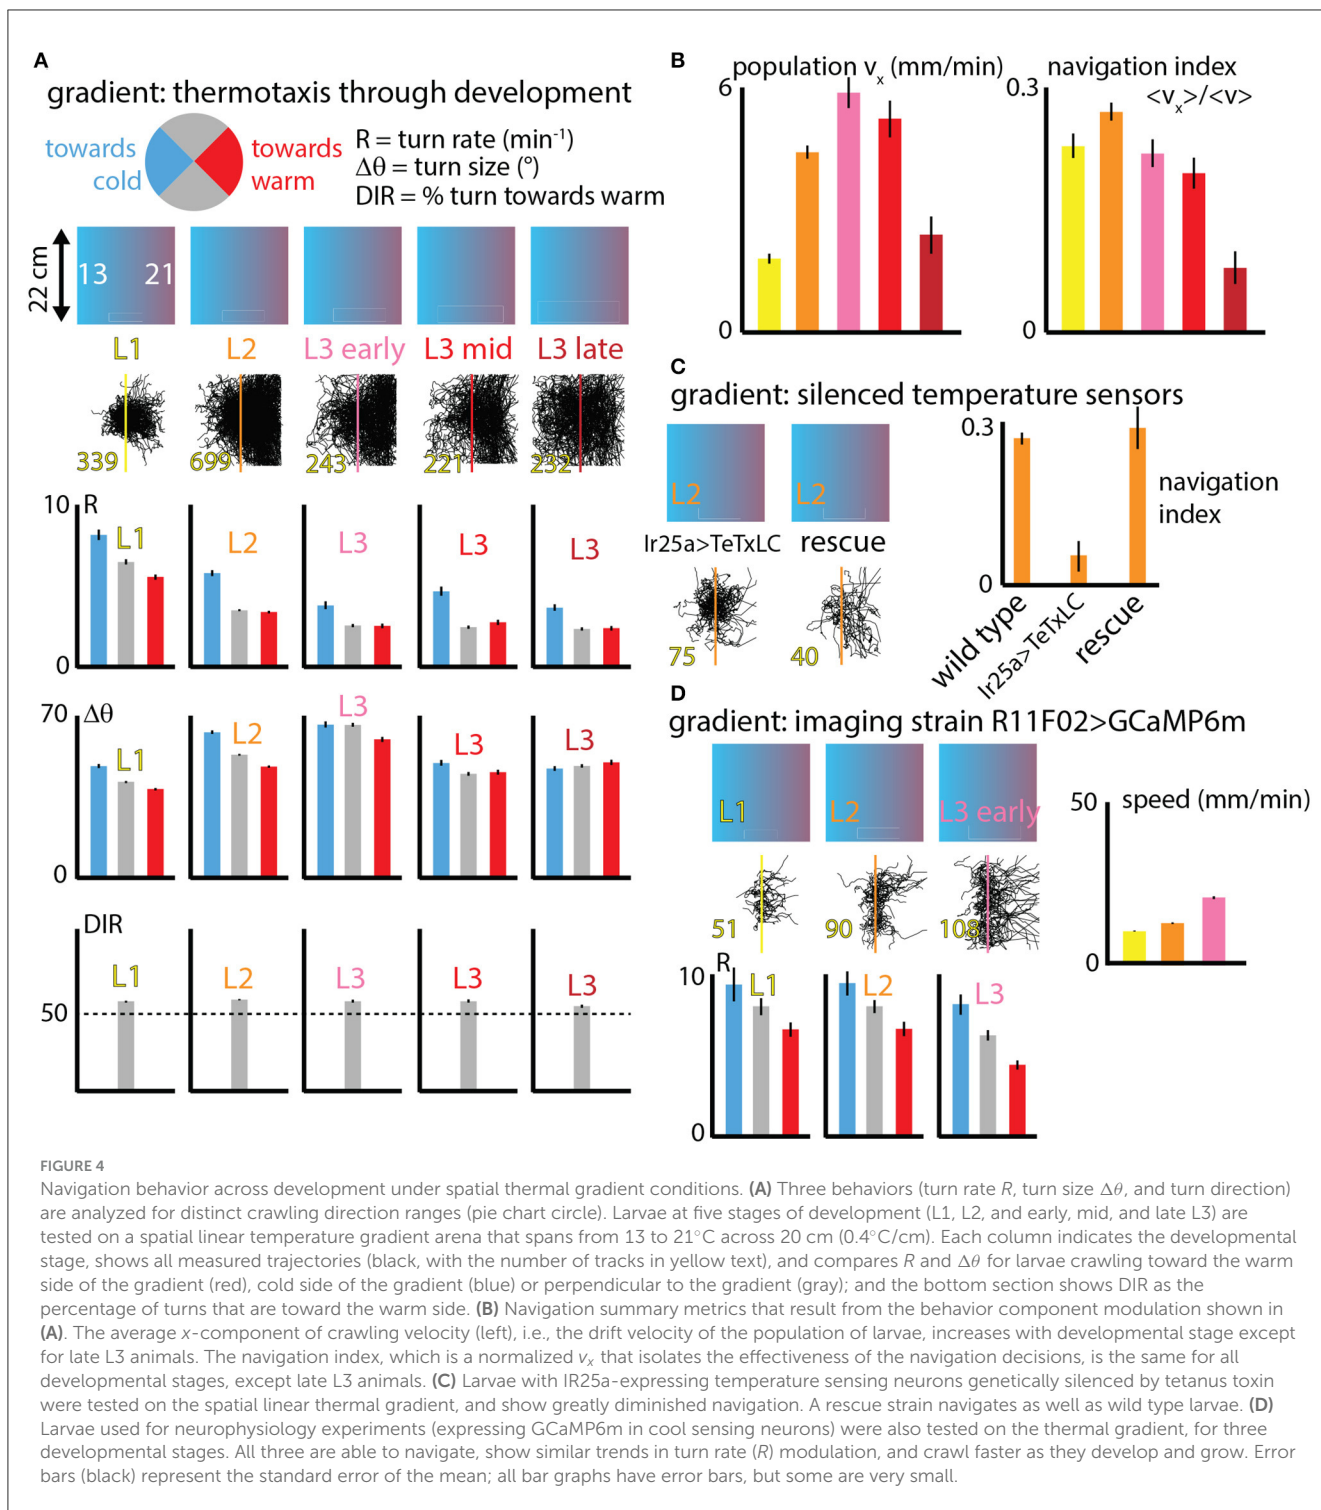 A
gradient: thermotaxis through development
towards
cold
towards
warm
R = turn rate (min⁻¹)
Δθ = turn size (°)
DIR = % turn towards warm
22 cm
13 21
L1 L2 L3 early L3 mid L3 late
339 699 243 221 232
10 R
L1 L2 L3 L3 L3
0
70 Δθ
L1 L2 L3 L3 L3
0
DIR
L1 L2 L3 L3 L3
50
B
population vₓ (mm/min)
6
0
navigation index
<vₓ>/<v>
0.3
0
C
gradient: silenced temperature sensors
L2 L2
Ir25a>TeTxLC rescue
75 40
0.3
0
navigation
index
wild type
Ir25a>TeTxLC
rescue
D
gradient: imaging strain R11F02>GCaMP6m
L1 L2 L3 early
51 90 108
R
10
L1 L2 L3
0
50 speed (mm/min)
0
FIGURE 4
Navigation behavior across development under spatial thermal gradient conditions. (A) Three behaviors (turn rate R, turn size Δθ, and turn direction)
are analyzed for distinct crawling direction ranges (pie chart circle). Larvae at five stages of development (L1, L2, and early, mid, and late L3) are
tested on a spatial linear temperature gradient arena that spans from 13 to 21°C across 20 cm (0.4°C/cm). Each column indicates the developmental
stage, shows all measured trajectories (black, with the number of tracks in yellow text), and compares R and Δθ for larvae crawling toward the warm
side of the gradient (red), cold side of the gradient (blue) or perpendicular to the gradient (gray); and the bottom section shows DIR as the
percentage of turns that are toward the warm side. (B) Navigation summary metrics that result from the behavior component modulation shown in
(A). The average x-component of crawling velocity (left), i.e., the drift velocity of the population of larvae, increases with developmental stage except
for late L3 animals. The navigation index, which is a normalized vₓ that isolates the effectiveness of the navigation decisions, is the same for all
developmental stages, except late L3 animals. (C) Larvae with IR25a-expressing temperature sensing neurons genetically silenced by tetanus toxin
were tested on the spatial linear thermal gradient, and show greatly diminished navigation. A rescue strain navigates as well as wild type larvae. (D)
Larvae used for neurophysiology experiments (expressing GCaMP6m in cool sensing neurons) were also tested on the thermal gradient, for three
developmental stages. All three are able to navigate, show similar trends in turn rate (R) modulation, and crawl faster as they develop and grow. Error
bars (black) represent the standard error of the mean; all bar graphs have error bars, but some are very small.